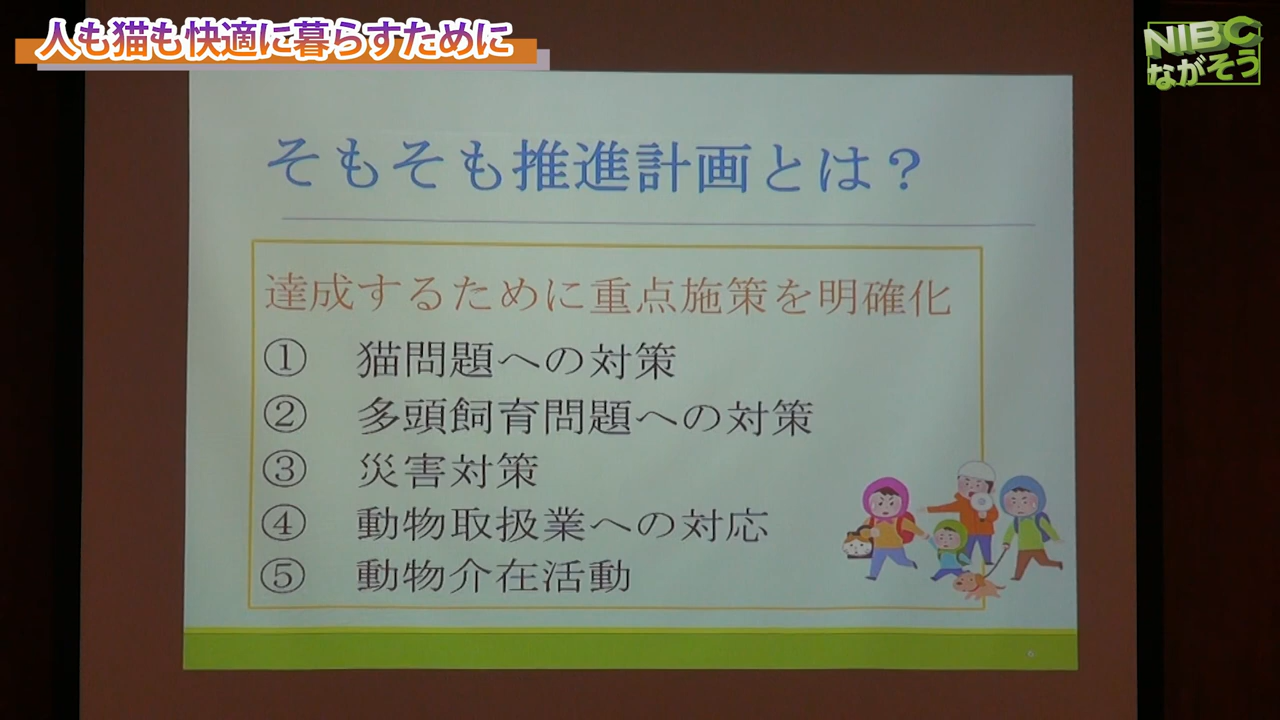 人も猫も快適に暮らすために
NIBC
ながそう
そもそも推進計画とは？
達成するために重点施策を明確化
① 猫問題への対策
② 多頭飼育問題への対策
③ 災害対策
④ 動物取扱業への対応
⑤ 動物介在活動